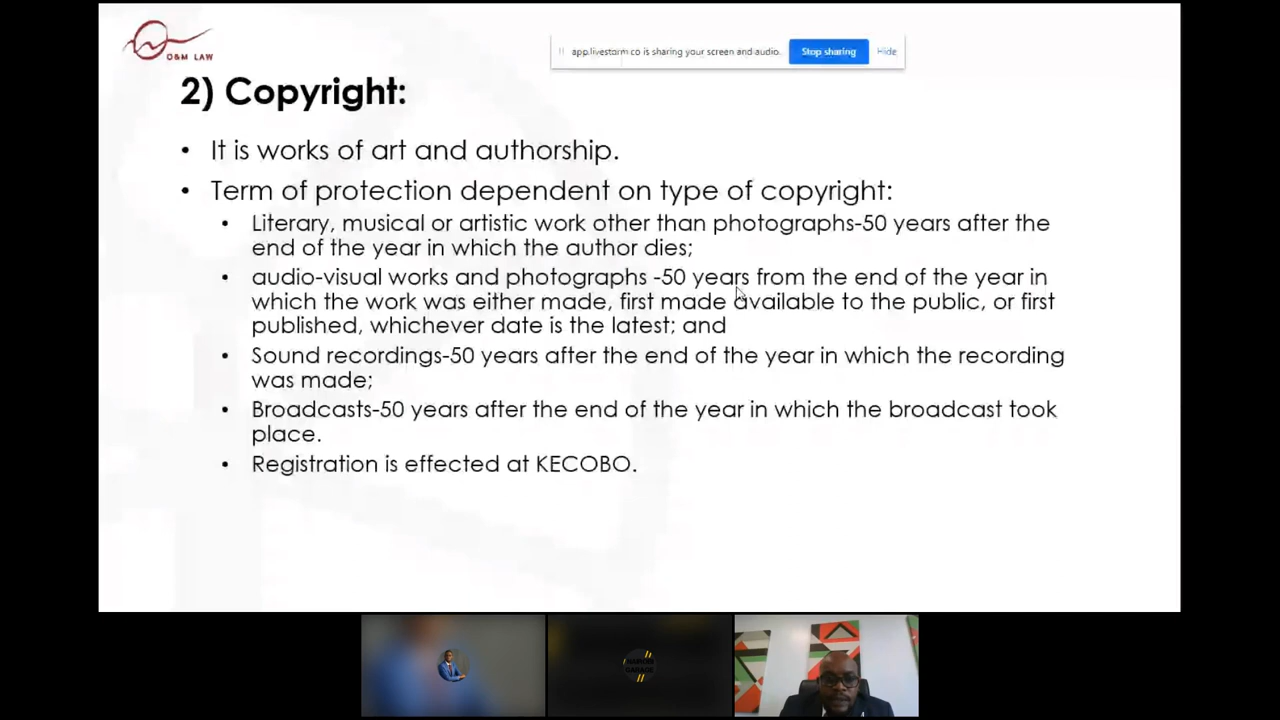 O&M LAW
app.livestorm.co is sharing your screen and audio.
Stop sharing
Hide
2) Copyright:
• It is works of art and authorship.
• Term of protection dependent on type of copyright:
• Literary, musical or artistic work other than photographs-50 years after the
end of the year in which the author dies;
• audio-visual works and photographs -50 years from the end of the year in
which the work was either made, first made available to the public, or first
published, whichever date is the latest; and
• Sound recordings-50 years after the end of the year in which the recording
was made;
• Broadcasts-50 years after the end of the year in which the broadcast took
place.
• Registration is effected at KECOBO.
GARAGE